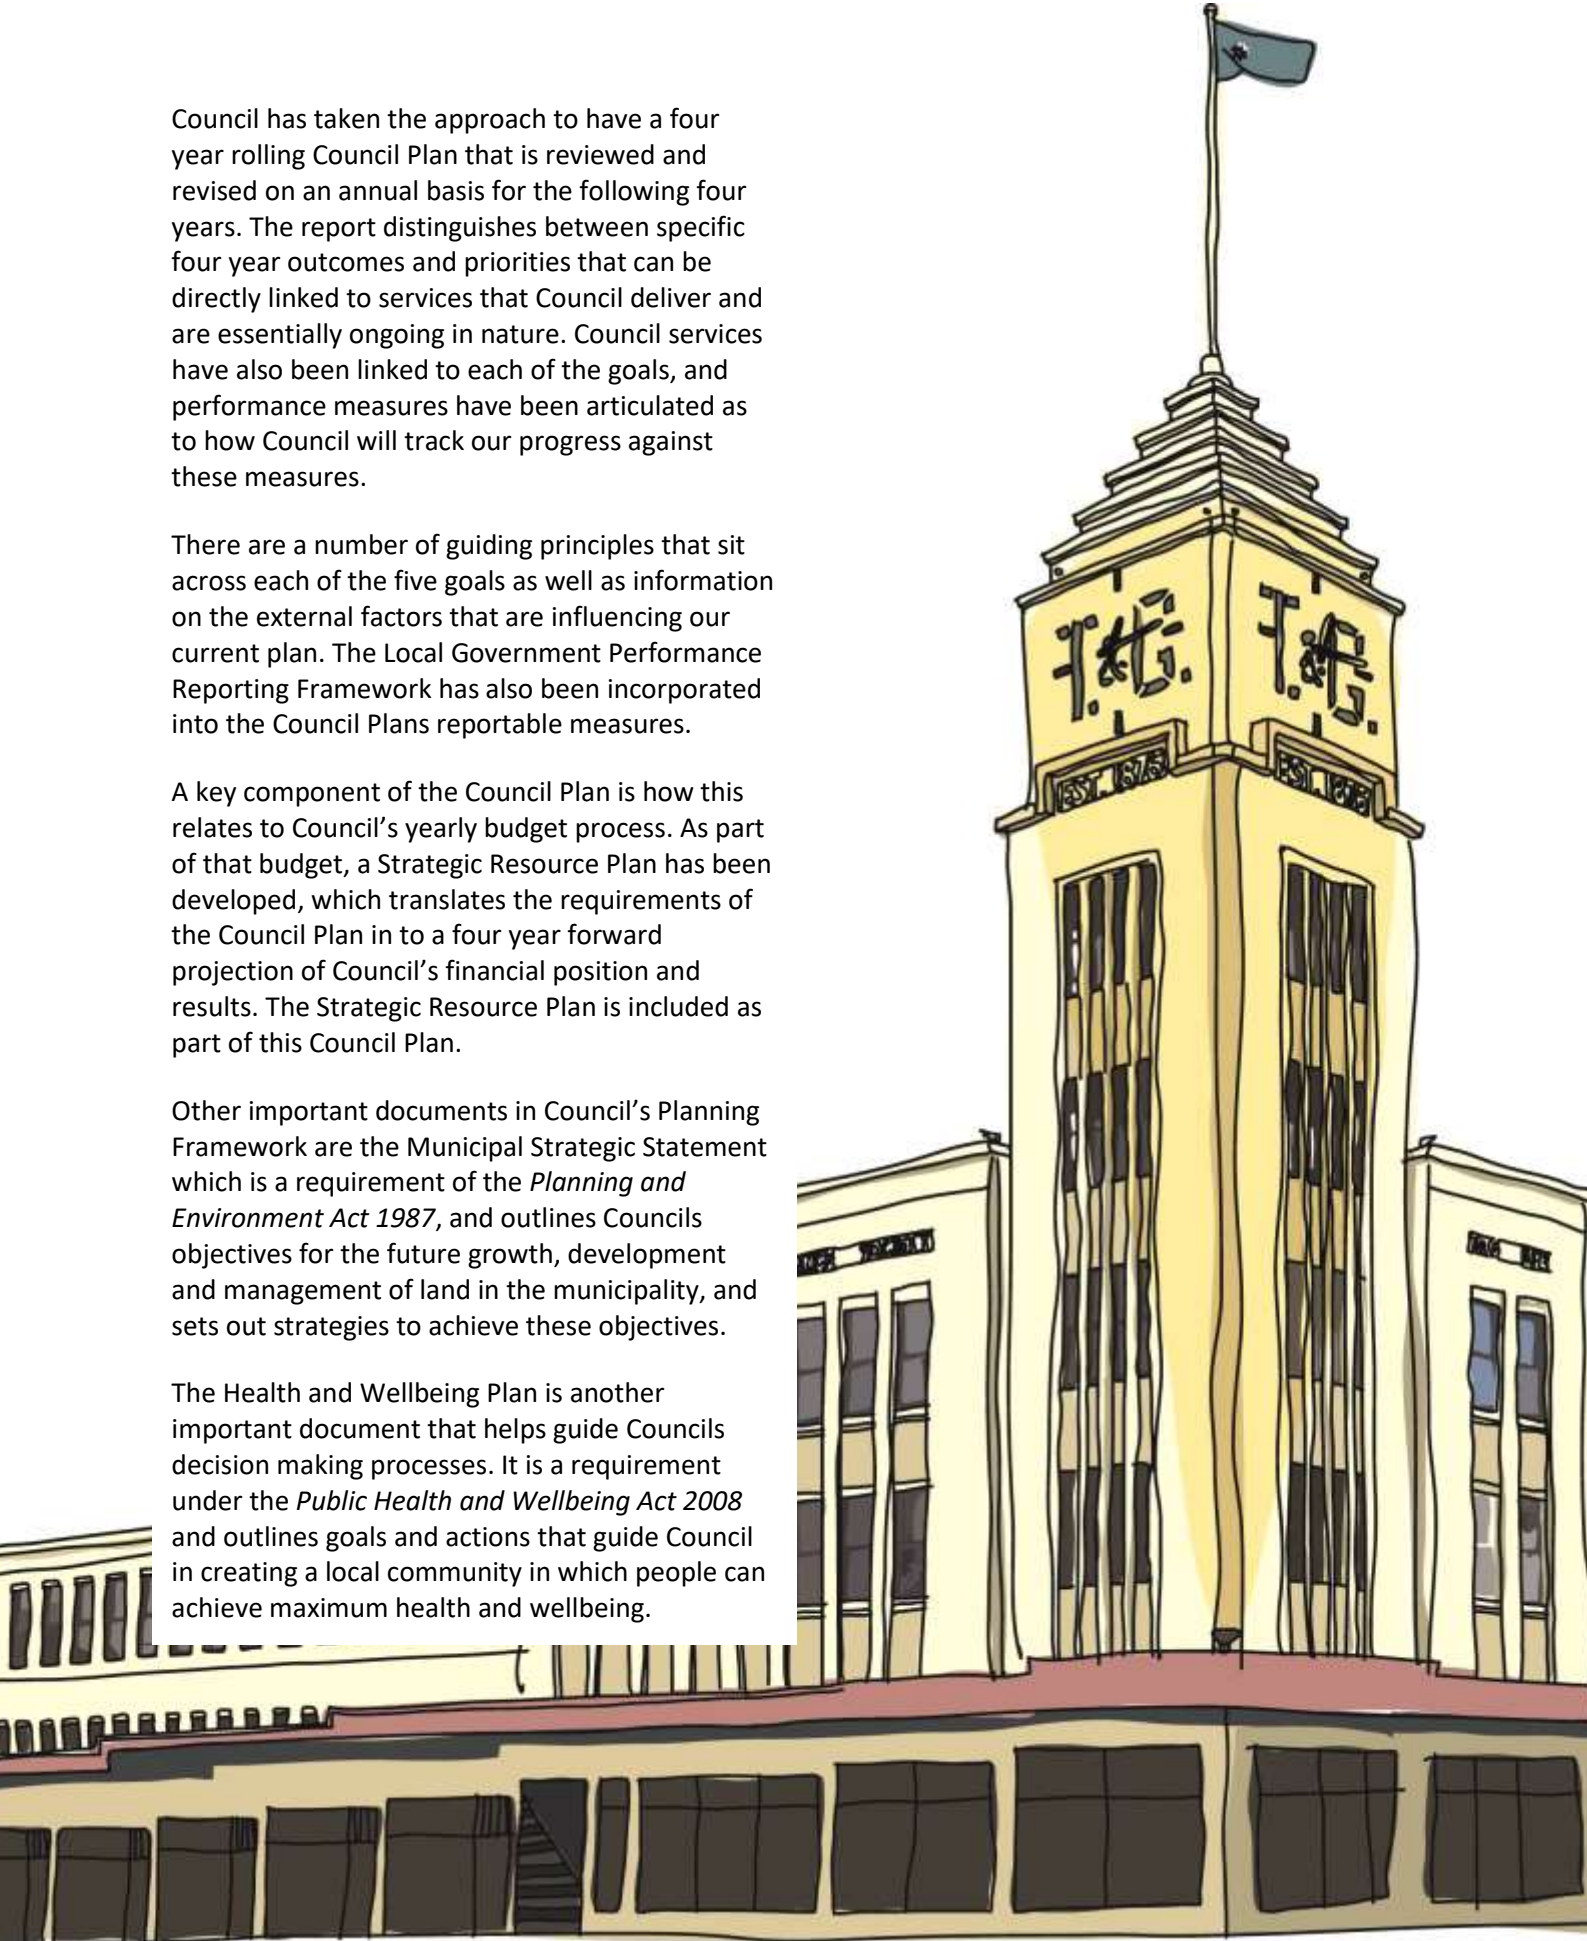 Council has taken the approach to have a four
year rolling Council Plan that is reviewed and
revised on an annual basis for the following four
years. The report distinguishes between specific
four year outcomes and priorities that can be
directly linked to services that Council deliver and
are essentially ongoing in nature. Council services
have also been linked to each of the goals, and
performance measures have been articulated as
to how Council will track our progress against
these measures.
There are a number of guiding principles that sit
across each of the five goals as well as information
on the external factors that are influencing our
current plan. The Local Government Performance
Reporting Framework has also been incorporated
into the Council Plans reportable measures.
A key component of the Council Plan is how this
relates to Council’s yearly budget process. As part
of that budget, a Strategic Resource Plan has been
developed, which translates the requirements of
the Council Plan in to a four year forward
projection of Council’s financial position and
results. The Strategic Resource Plan is included as
part of this Council Plan.
Other important documents in Council’s Planning
Framework are the Municipal Strategic Statement
which is a requirement of the Planning and
Environment Act 1987, and outlines Councils
objectives for the future growth, development
and management of land in the municipality, and
sets out strategies to achieve these objectives.
The Health and Wellbeing Plan is another
important document that helps guide Councils
decision making processes. It is a requirement
under the Public Health and Wellbeing Act 2008
and outlines goals and actions that guide Council
in creating a local community in which people can
achieve maximum health and wellbeing.
T.&G.
T.&G.
EST. 1876
EST.